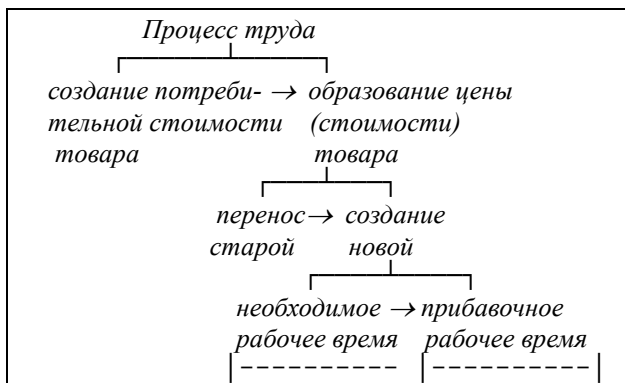 Процесс труда
создание потреби- → образование цены
тельной стоимости (стоимости)
товара товара
перенос → создание
старой новой
необходимое → прибавочное
рабочее время рабочее время